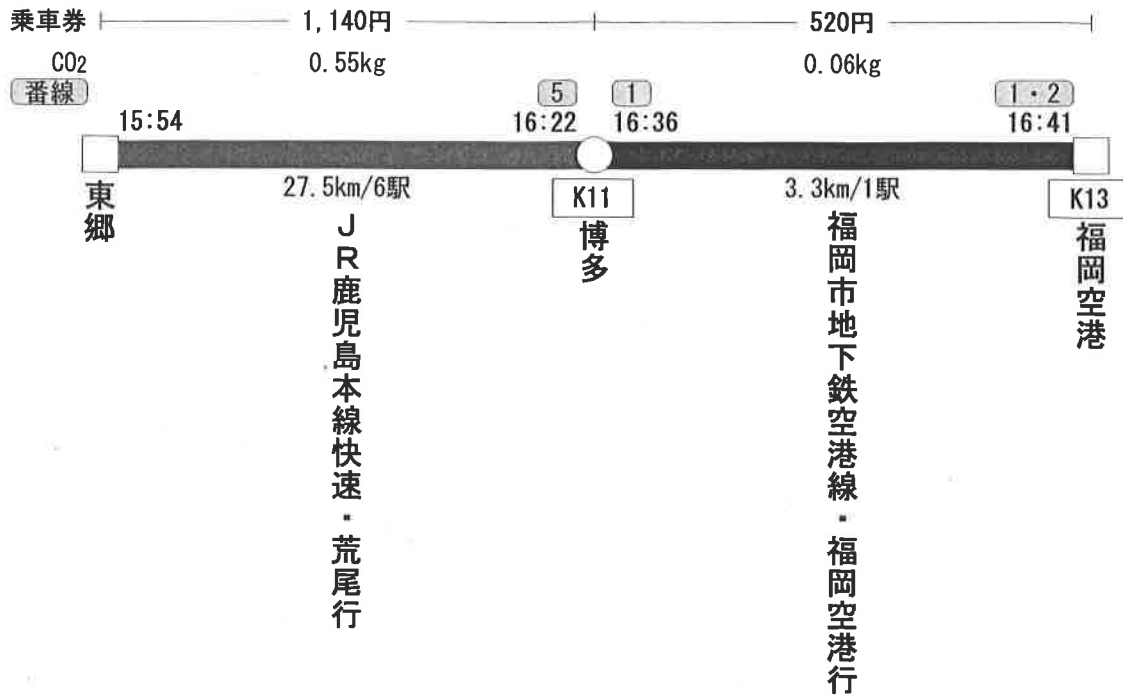 乗車券 1,140円 520円
CO2 0.55kg 0.06kg
番線 5 1 1・2
15:54 16:22 16:36 16:41
27.5km/6駅 3.3km/1駅
K11 K13
東郷
JR鹿児島本線快速・荒尾行
博多
福岡市地下鉄空港線・福岡空港行
福岡空港